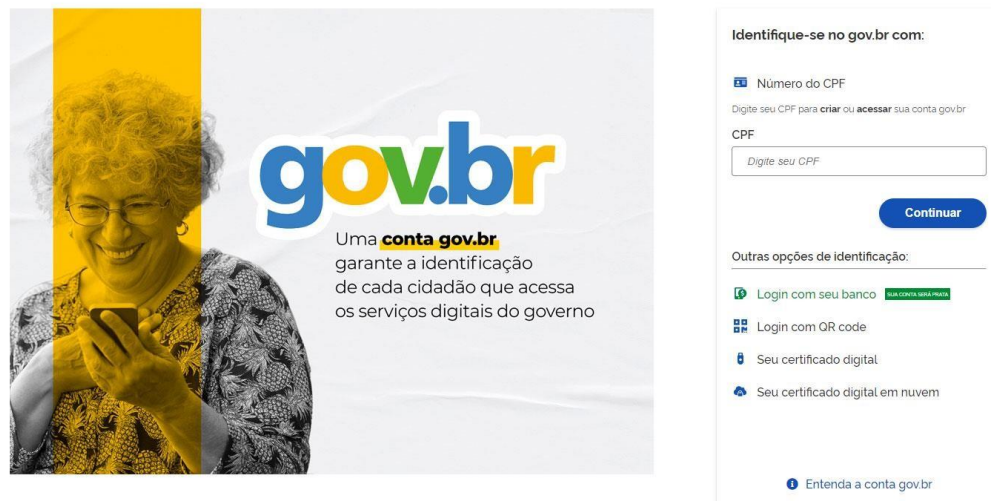 gov.br
Uma conta gov.br
garante a identificação
de cada cidadão que acessa
os serviços digitais do governo
Identifique-se no gov.br com:
Número do CPF
Digite seu CPF para criar ou acessar sua conta gov.br
CPF
Digite seu CPF
Continuar
Outras opções de identificação:
Login com seu banco SUA CONTA SERÁ PRATA
Login com QR code
Seu certificado digital
Seu certificado digital em nuvem
Entenda a conta gov.br